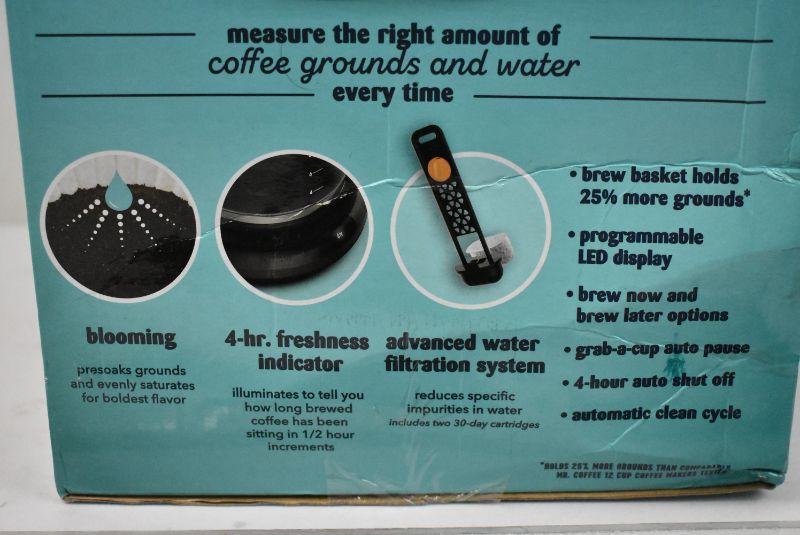 measure the right amount of
coffee grounds and water
every time
blooming
presoaks grounds
and evenly saturates
for boldest flavor
4-hr. freshness
indicator
illuminates to tell you
how long brewed
coffee has been
sitting in 1/2 hour
increments
advanced water
filtration system
reduces specific
impurities in water
includes two 30-day cartridges
• brew basket holds
25% more grounds*
• programmable
LED display
• brew now and
brew later options
• grab-a-cup auto pause
• 4-hour auto shut off
• automatic clean cycle
*HOLDS 25% MORE GROUNDS THAN COMPARABLE
MR. COFFEE 12 CUP COFFEE MAKERS TESTED